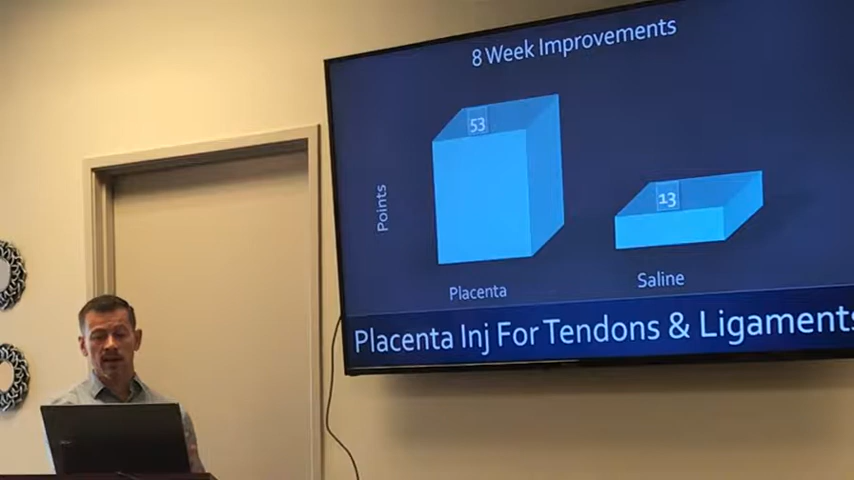 8 Week Improvements
53
13
Points
Placenta
Saline
Placenta Inj For Tendons & Ligaments